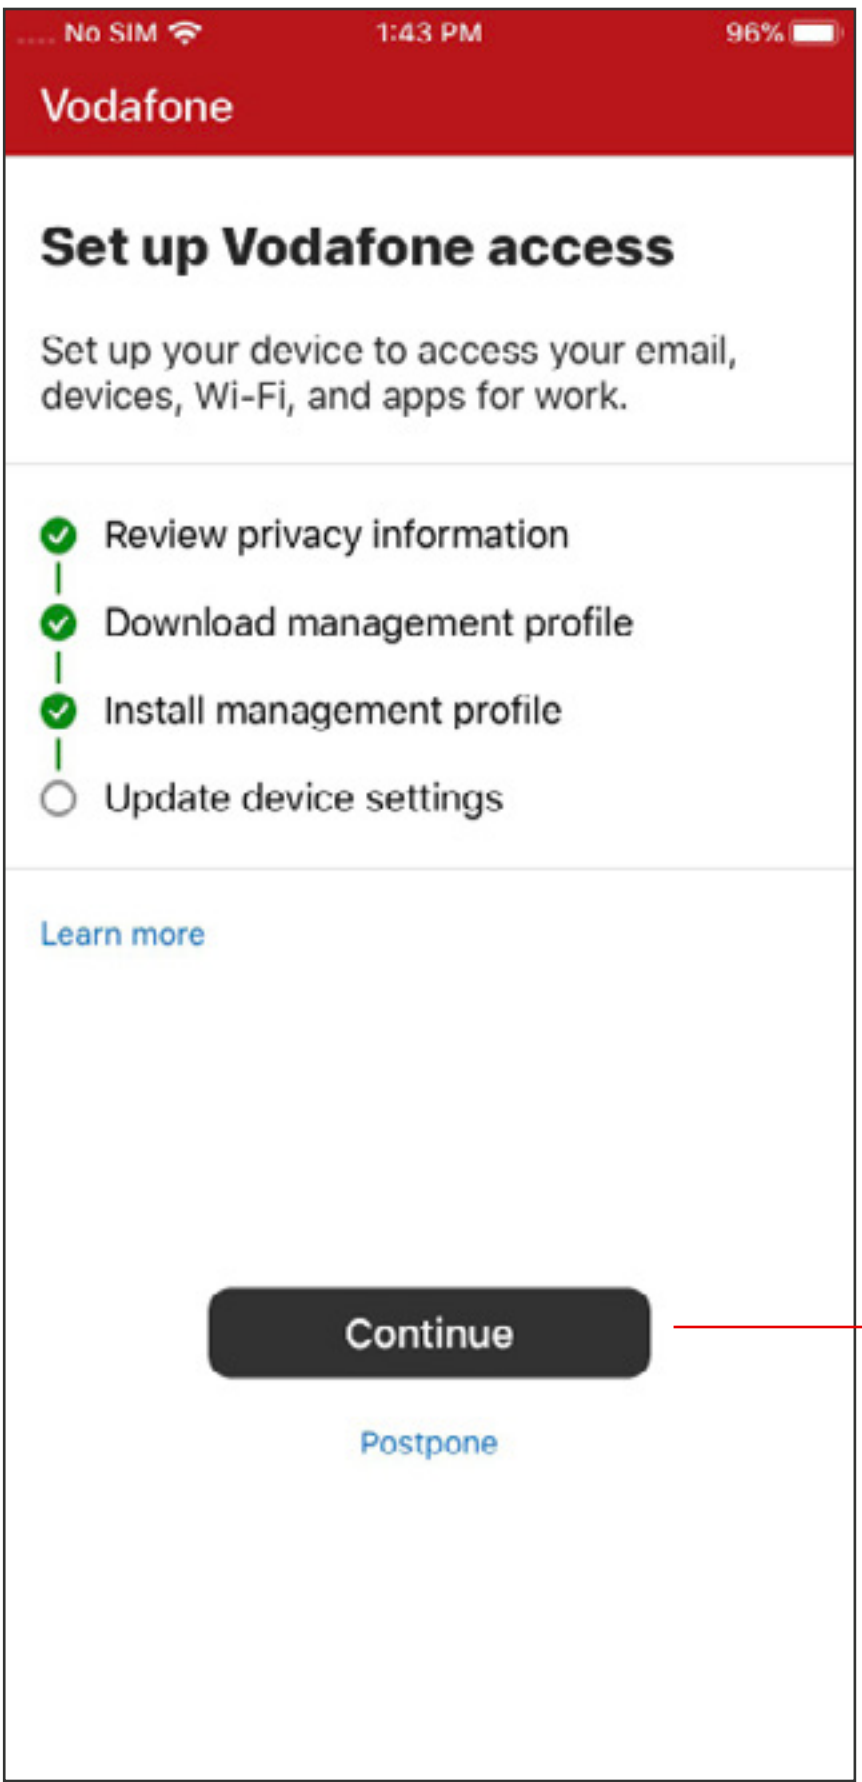 No SIM 1:43 PM 96%
Vodafone
Set up Vodafone access
Set up your device to access your email,
devices, Wi-Fi, and apps for work.
Review privacy information
Download management profile
Install management profile
Update device settings
Learn more
Continue
Postpone